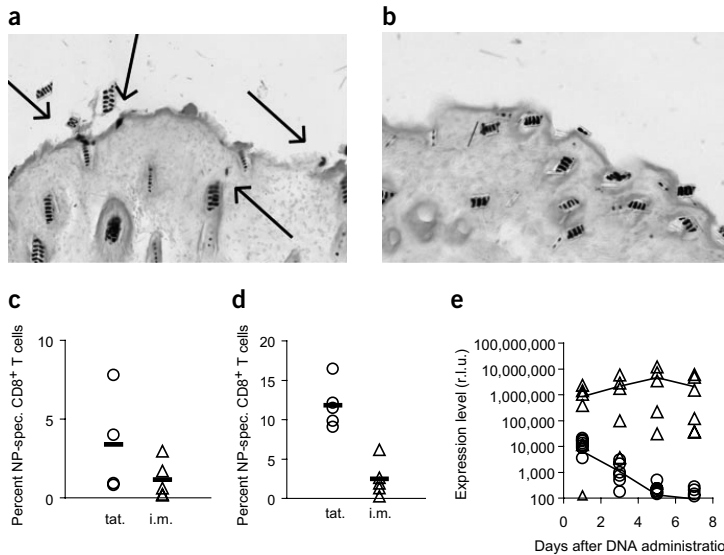 a
b
c
d
e
Percent NP-spec. CD8+ T cells
10
5
0
tat.
i.m.
Percent NP-spec. CD8+ T cells
20
15
10
5
0
tat.
i.m.
Expression level (r.l.u.)
100,000,000
10,000,000
1,000,000
100,000
10,000
1,000
100
0 2 4 6 8
Days after DNA administratio